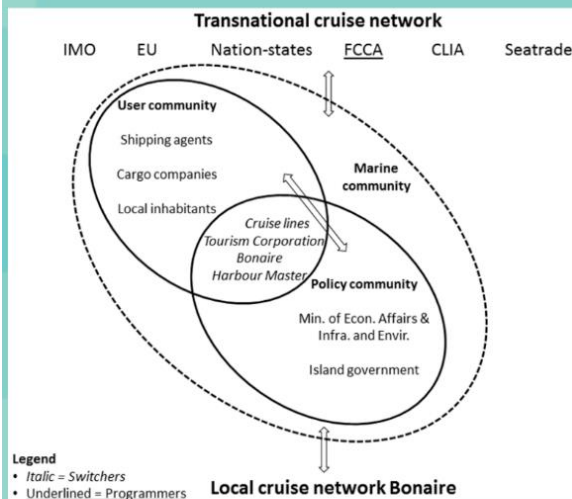 Transnational cruise network
IMO EU Nation-states FCCA CLIA Seatrade
User community
Shipping agents
Cargo companies
Local inhabitants
Marine
community
Cruise lines
Tourism Corporation
Bonaire
Harbour Master
Policy community
Min. of Econ. Affairs &
Infra. and Envir.
Island government
Legend
• Italic = Switchers
• Underlined = Programmers
Local cruise network Bonaire